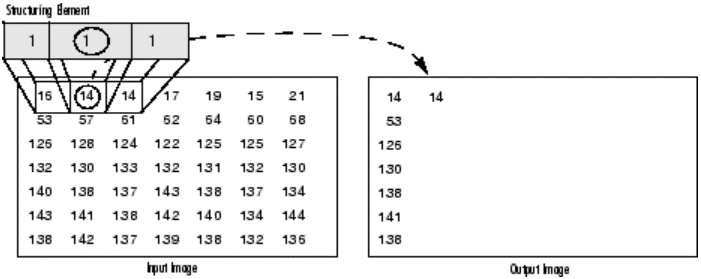 Structuring Element
1 1 1
16 14 14 17 19 15 21
53 57 61 62 64 60 68
126 128 124 122 125 125 127
132 130 133 132 131 132 130
140 138 137 143 138 137 134
143 141 138 142 140 134 144
138 142 137 139 138 132 136
Input Image
14 14
53
126
130
138
141
138
Output Image